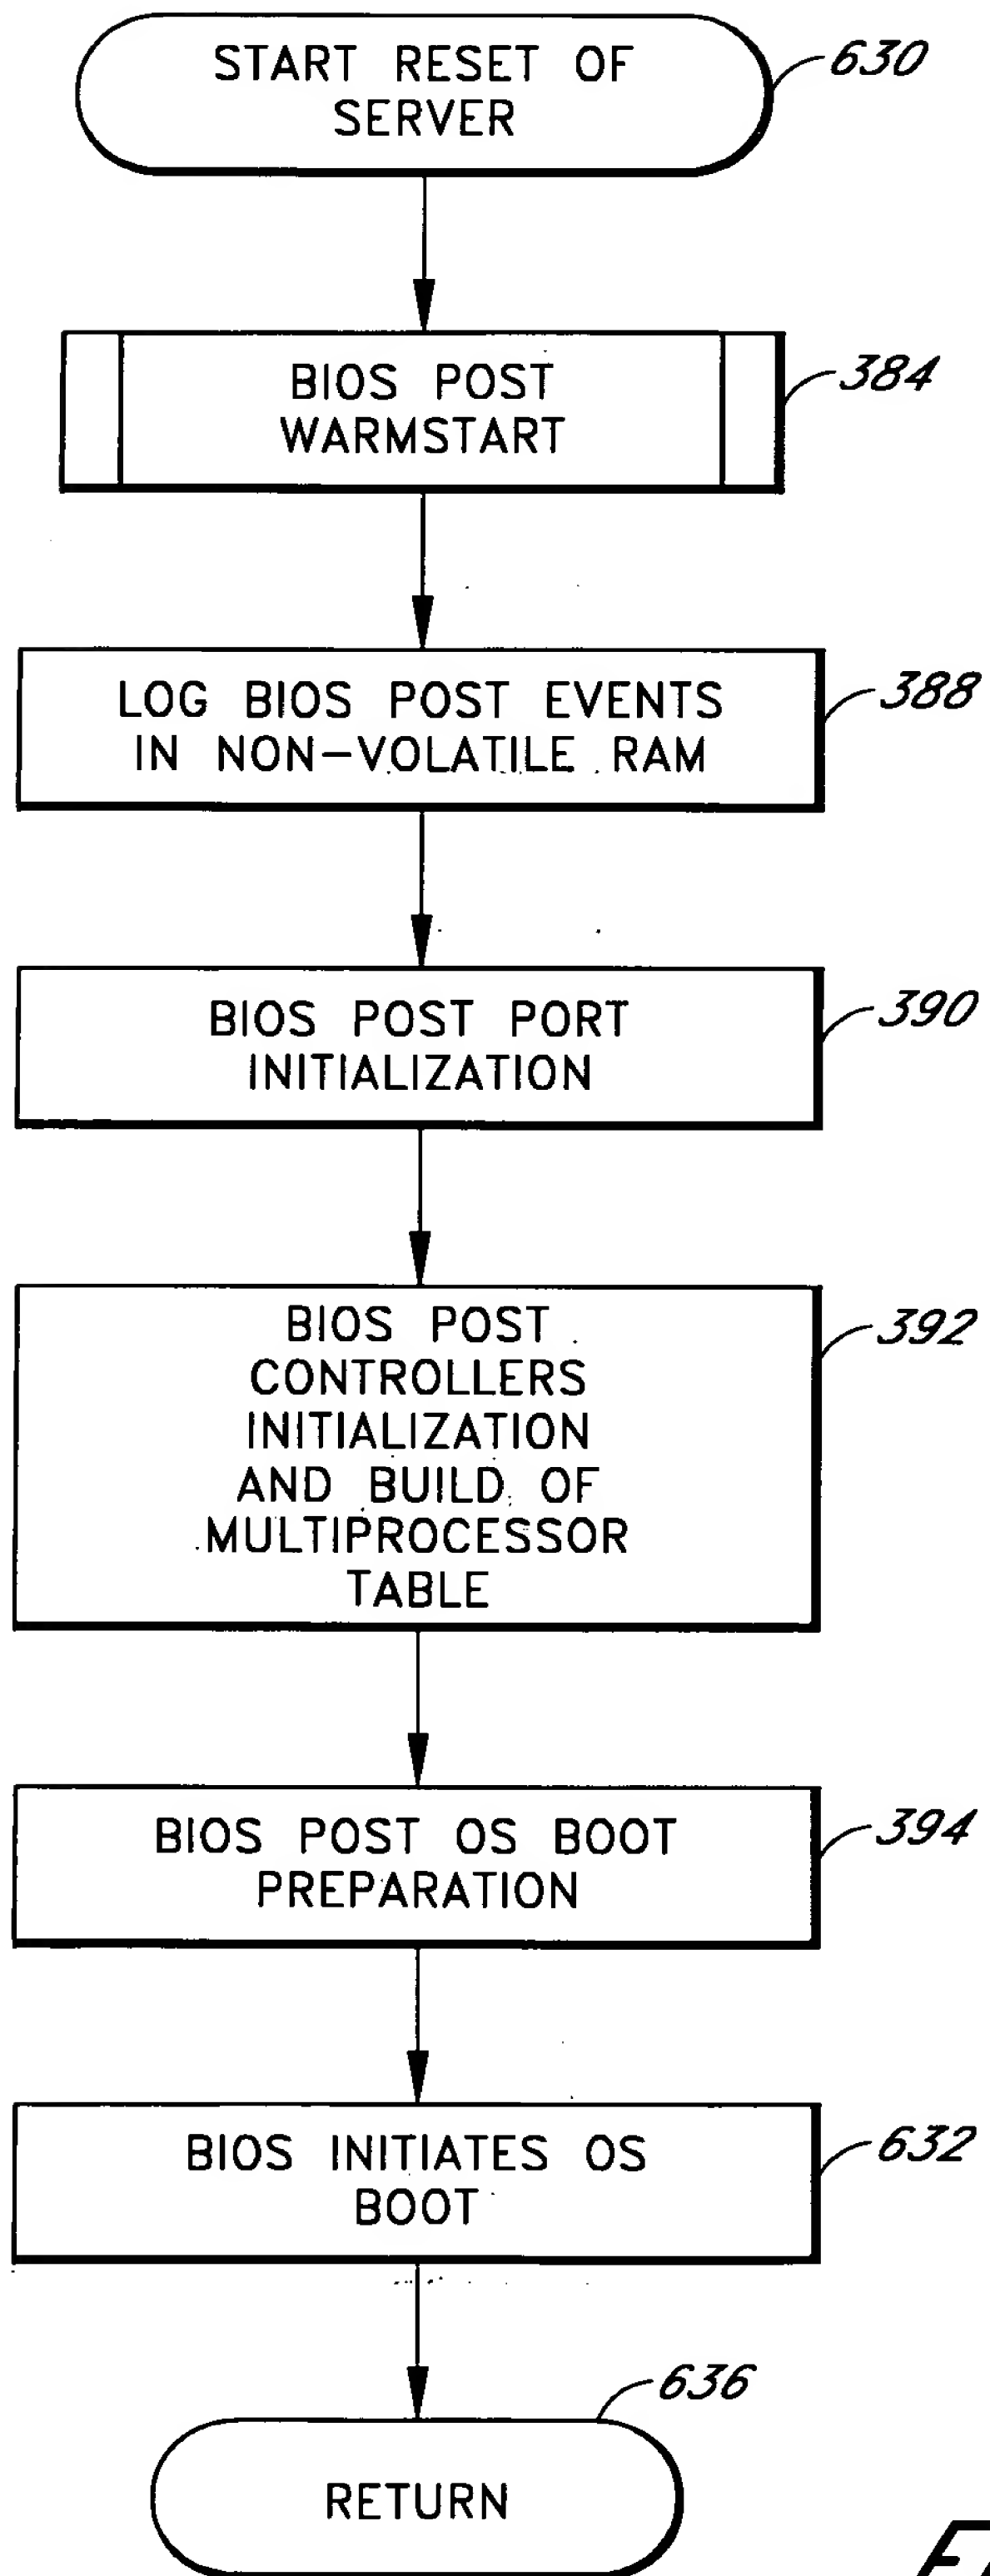 START RESET OF
SERVER
630
BIOS POST
WARMSTART
384
LOG BIOS POST EVENTS
IN NON-VOLATILE RAM
388
BIOS POST PORT
INITIALIZATION
390
BIOS POST
CONTROLLERS
INITIALIZATION
AND BUILD OF
MULTIPROCESSOR
TABLE
392
BIOS POST OS BOOT
PREPARATION
394
BIOS INITIATES OS
BOOT
632
636
RETURN